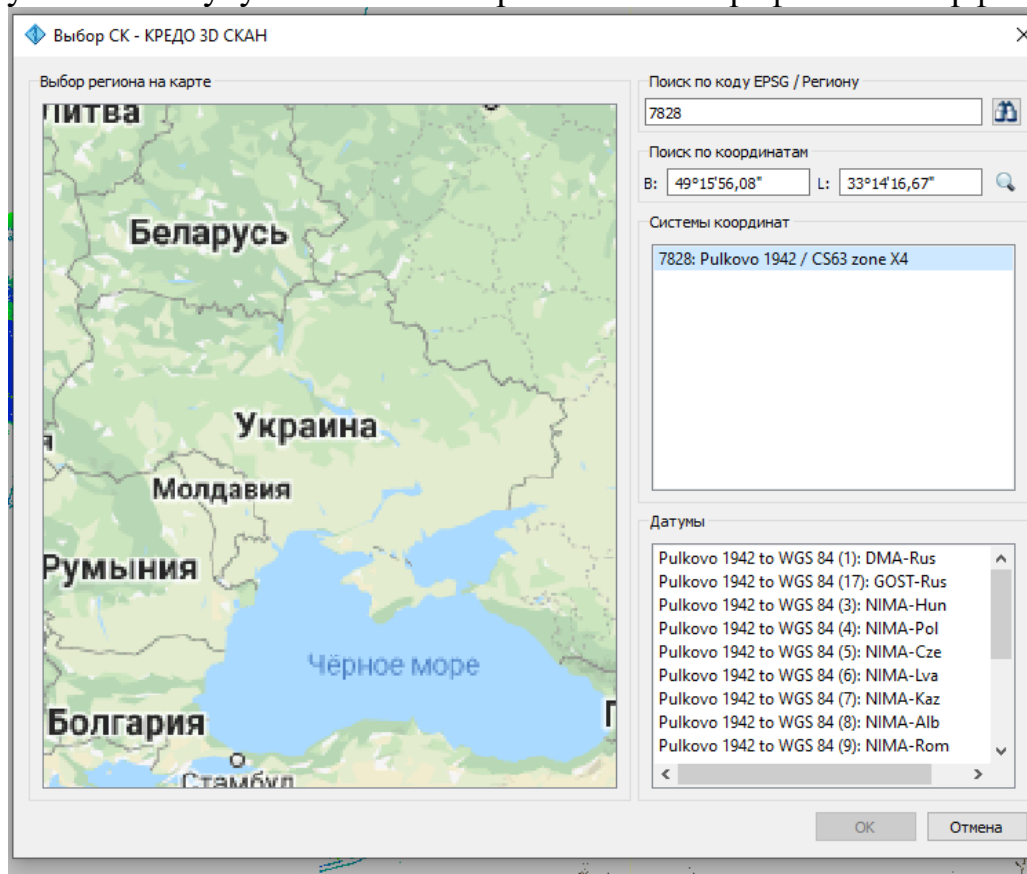 Выбор СК - КРЕДО 3D СКАН
Выбор региона на карте
Литва
Беларусь
Украина
Молдавия
Румыния
Чёрное море
Болгария
Стамбул
Поиск по коду EPSG / Региону
7828
Поиск по координатам
B: 49°15'56,08" L: 33°14'16,67"
Системы координат
7828: Pulkovo 1942 / CS63 zone X4
Датумы
Pulkovo 1942 to WGS 84 (1): DMA-Rus
Pulkovo 1942 to WGS 84 (17): GOST-Rus
Pulkovo 1942 to WGS 84 (3): NIMA-Hun
Pulkovo 1942 to WGS 84 (4): NIMA-Pol
Pulkovo 1942 to WGS 84 (5): NIMA-Cze
Pulkovo 1942 to WGS 84 (6): NIMA-Lva
Pulkovo 1942 to WGS 84 (7): NIMA-Kaz
Pulkovo 1942 to WGS 84 (8): NIMA-Alb
Pulkovo 1942 to WGS 84 (9): NIMA-Rom
OK Отмена